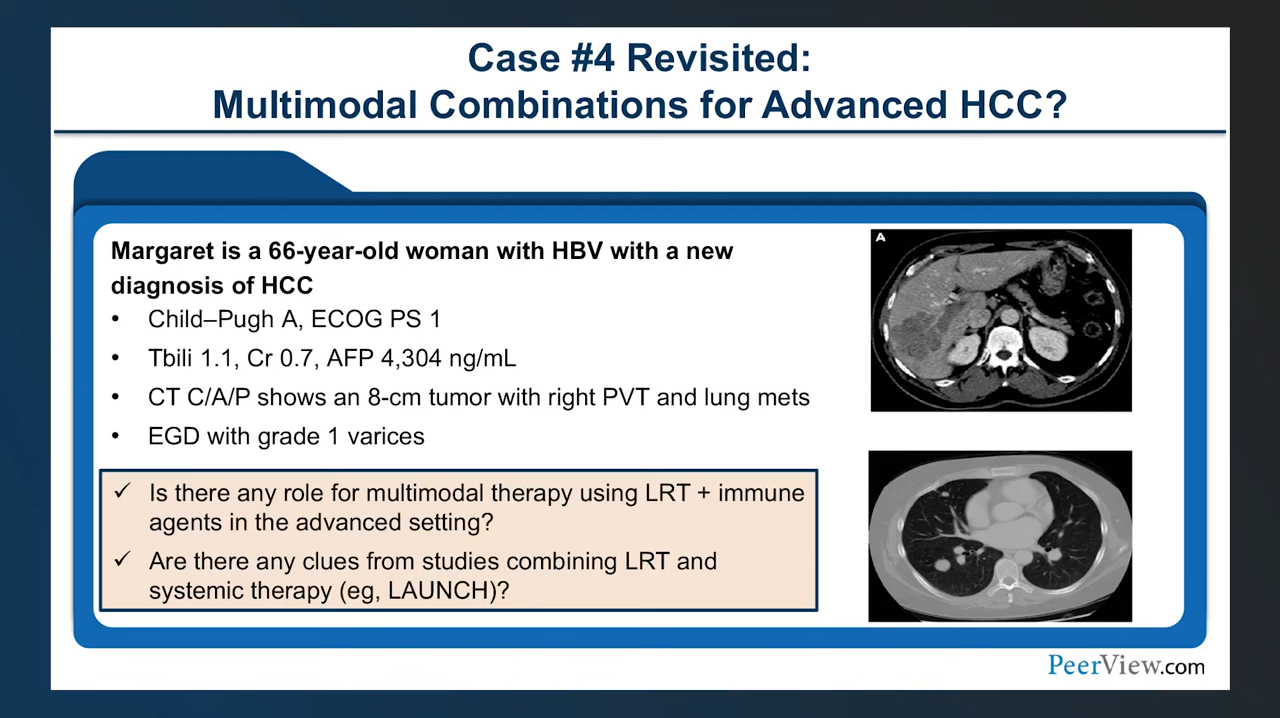 Case #4 Revisited:
Multimodal Combinations for Advanced HCC?
Margaret is a 66-year-old woman with HBV with a new
diagnosis of HCC
• Child–Pugh A, ECOG PS 1
• Tbili 1.1, Cr 0.7, AFP 4,304 ng/mL
• CT C/A/P shows an 8-cm tumor with right PVT and lung mets
• EGD with grade 1 varices
✓ Is there any role for multimodal therapy using LRT + immune
agents in the advanced setting?
✓ Are there any clues from studies combining LRT and
systemic therapy (eg, LAUNCH)?
A
PeerView.com